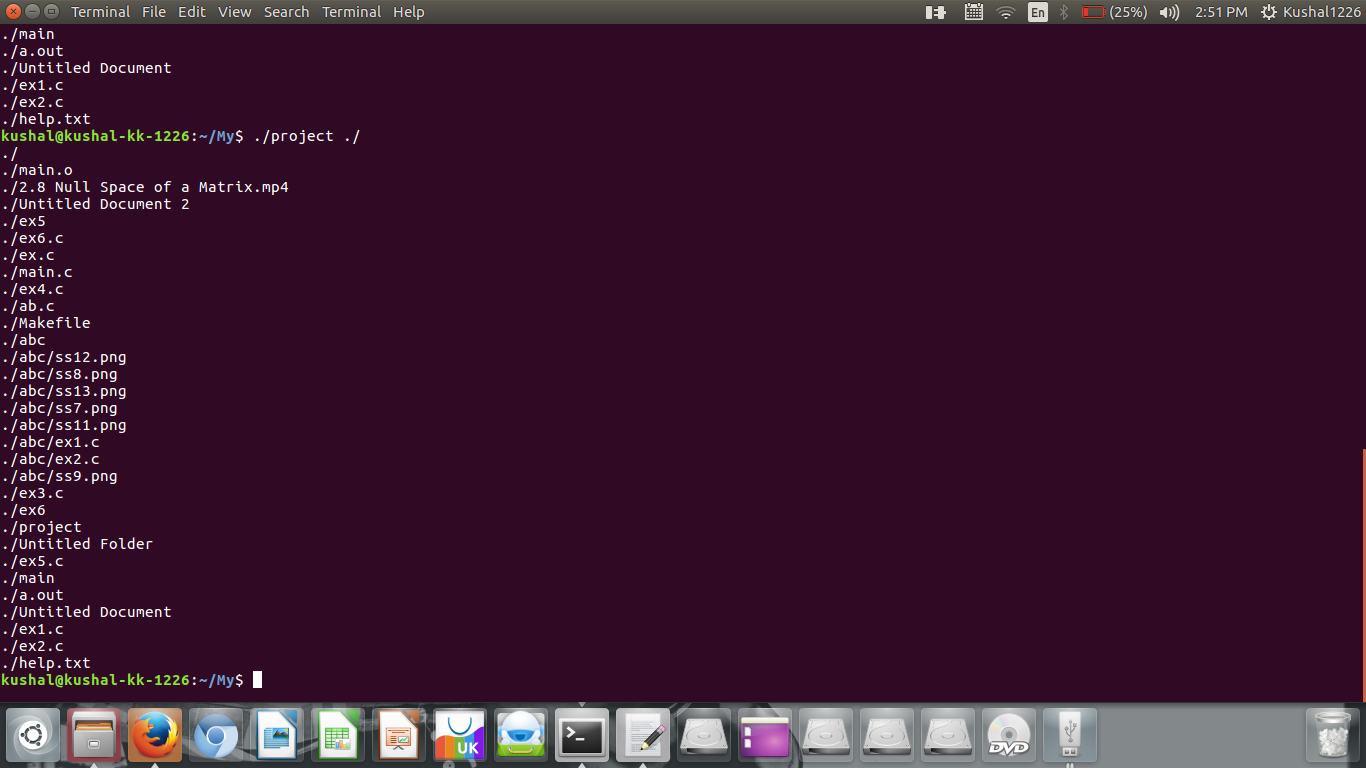 Terminal File Edit View Search Terminal Help En (25%) 2:51 PM Kushal1226
./main
./a.out
./Untitled Document
./ex1.c
./ex2.c
./help.txt
kushal@kushal-kk-1226:~/My$ ./project ./
./
./main.o
./2.8 Null Space of a Matrix.mp4
./Untitled Document 2
./ex5
./ex6.c
./ex.c
./main.c
./ex4.c
./ab.c
./Makefile
./abc
./abc/ss12.png
./abc/ss8.png
./abc/ss13.png
./abc/ss7.png
./abc/ss11.png
./abc/ex1.c
./abc/ex2.c
./abc/ss9.png
./ex3.c
./ex6
./project
./Untitled Folder
./ex5.c
./main
./a.out
./Untitled Document
./ex1.c
./ex2.c
./help.txt
kushal@kushal-kk-1226:~/My$
UK >_ DVD